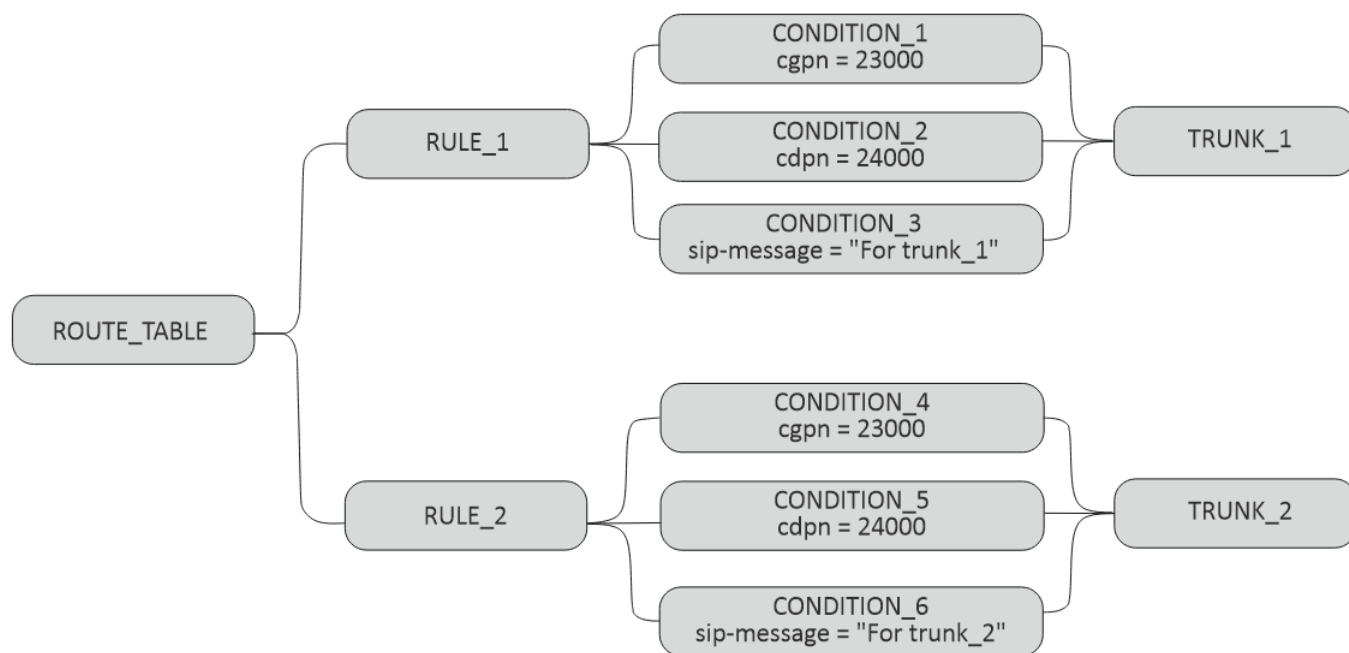 ROUTE_TABLE
RULE_1
CONDITION_1
cgpn = 23000
CONDITION_2
cdpn = 24000
CONDITION_3
sip-message = "For trunk_1"
TRUNK_1
RULE_2
CONDITION_4
cgpn = 23000
CONDITION_5
cdpn = 24000
CONDITION_6
sip-message = "For trunk_2"
TRUNK_2